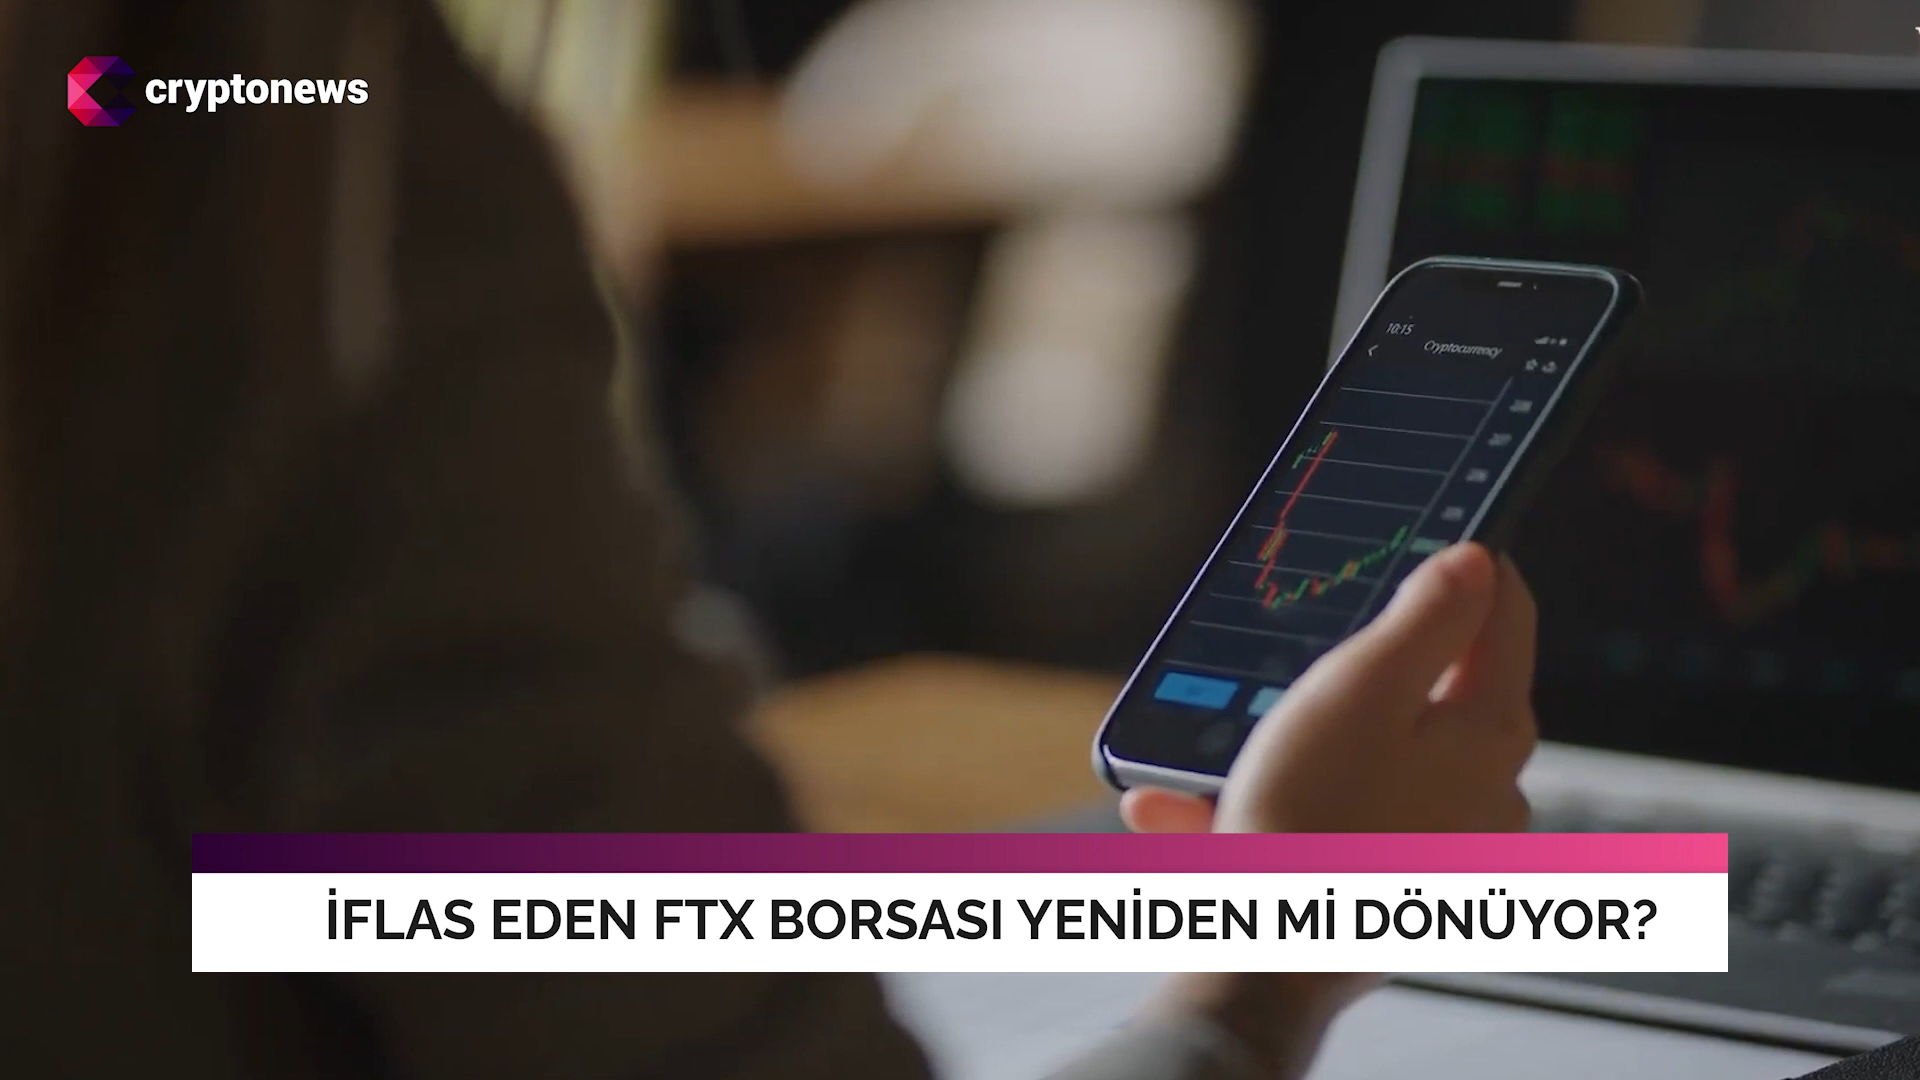 cryptonews
10:15
Cryptocurrency
İFLAS EDEN FTX BORSASI YENİDEN Mİ DÖNÜYOR?